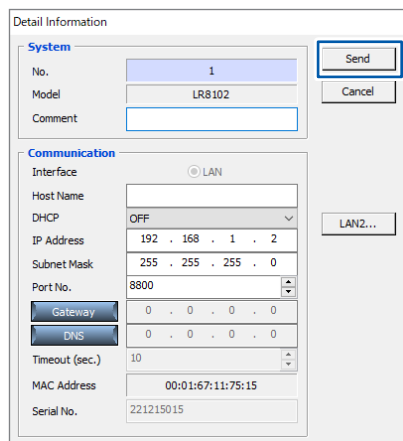 Detail Information
System
No. 1
Model LR8102
Comment
Send
Cancel
Communication
Interface LAN
Host Name
DHCP OFF
IP Address 192 . 168 . 1 . 2
Subnet Mask 255 . 255 . 255 . 0
Port No. 8800
Gateway 0 . 0 . 0 . 0
DNS 0 . 0 . 0 . 0
Timeout (sec.) 10
MAC Address 00:01:67:11:75:15
Serial No. 221215015
LAN2...